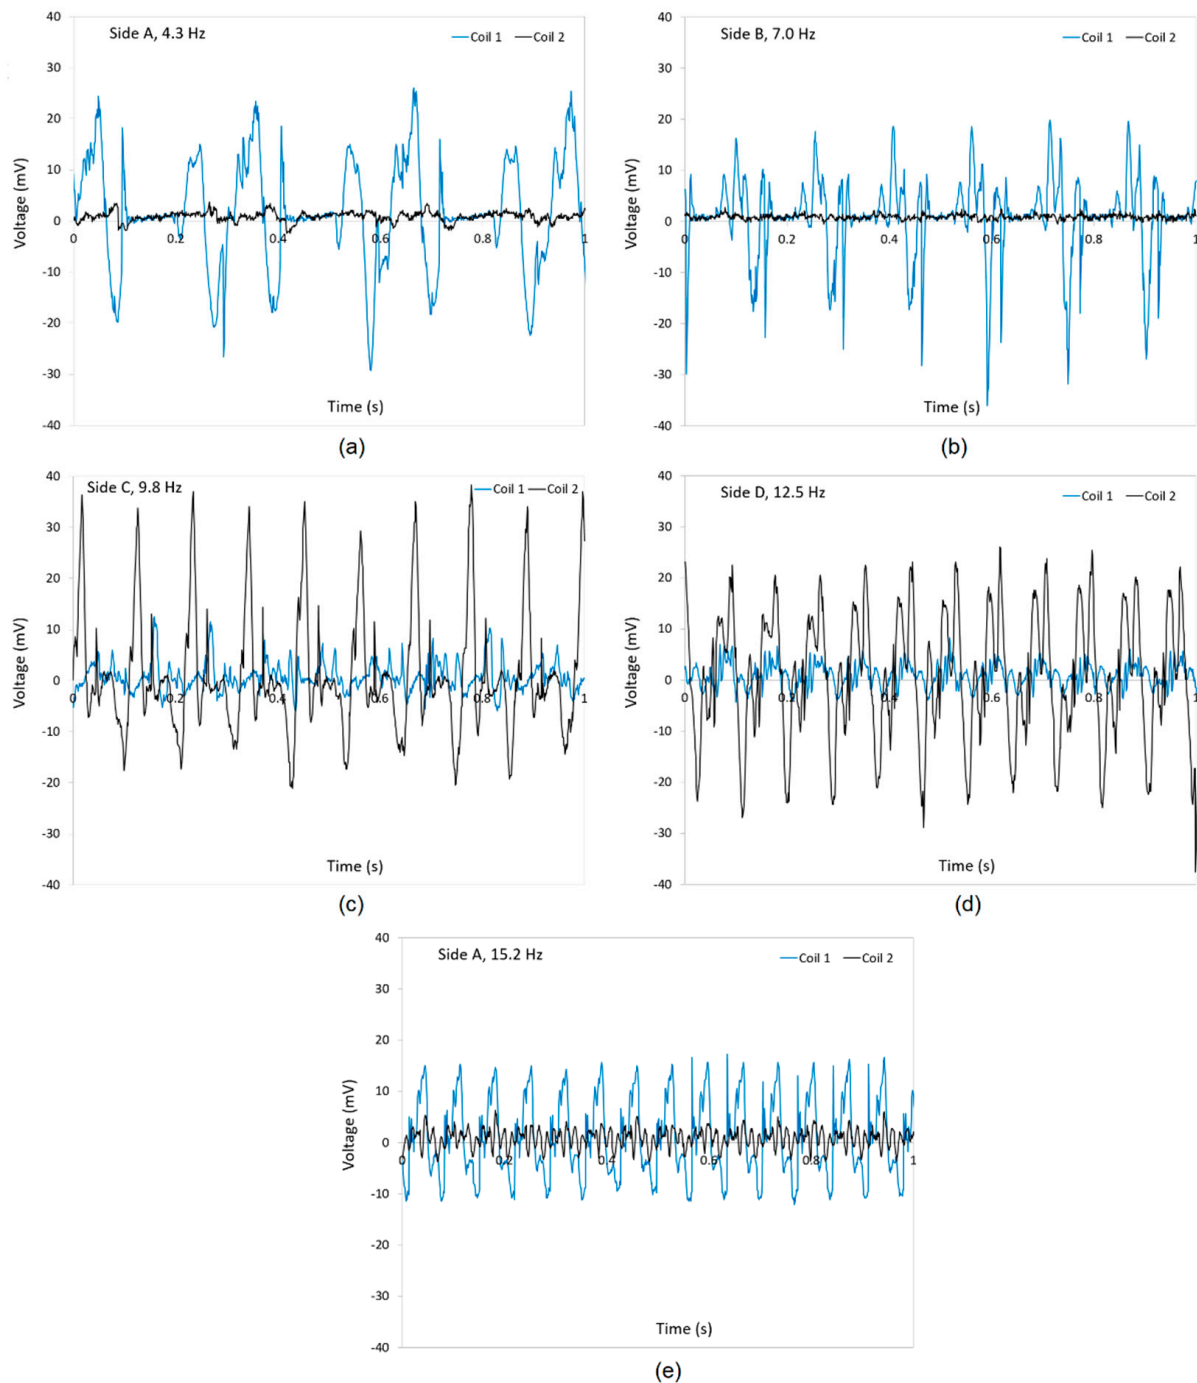 Side A, 4.3 Hz
Coil 1 Coil 2
40
30
20
10
0
-10
-20
-30
-40
0 0.2 0.4 0.6 0.8 1
Voltage (mV)
Time (s)
(a)
Side B, 7.0 Hz
Coil 1 Coil 2
40
30
20
10
0
-10
-20
-30
-40
0 0.2 0.4 0.6 0.8 1
Voltage (mV)
Time (s)
(b)
Side C, 9.8 Hz
Coil 1 Coil 2
40
30
20
10
0
-10
-20
-30
-40
0 0.2 0.4 0.6 0.8 1
Voltage (mV)
Time (s)
(c)
Side D, 12.5 Hz
Coil 1 Coil 2
40
30
20
10
0
-10
-20
-30
-40
0 0.2 0.4 0.6 0.8 1
Voltage (mV)
Time (s)
(d)
Side A, 15.2 Hz
Coil 1 Coil 2
40
30
20
10
0
-10
-20
-30
-40
0 0.2 0.4 0.6 0.8 1
Voltage (mV)
Time (s)
(e)